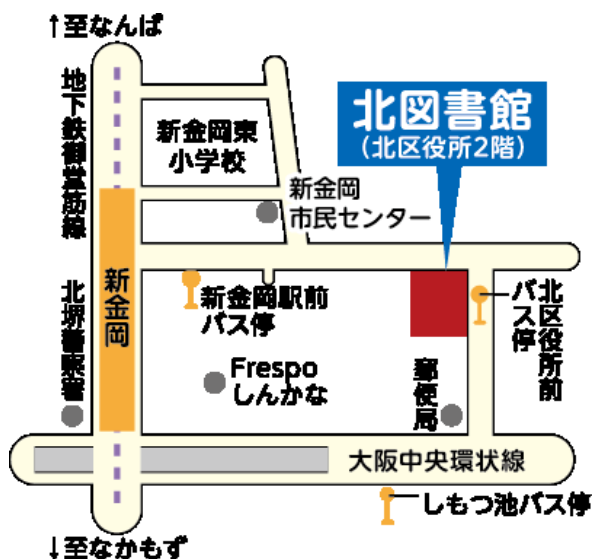 ↑至なんば
地下鉄御堂筋線
新金岡東
小学校
北図書館
(北区役所2階)
新金岡
市民センター
新金岡
北堺警察署
新金岡駅前
バス停
北区役所前
バス停
Frespo
しんかな
郵便局
大阪中央環状線
しもつ池バス停
↓至なかもず